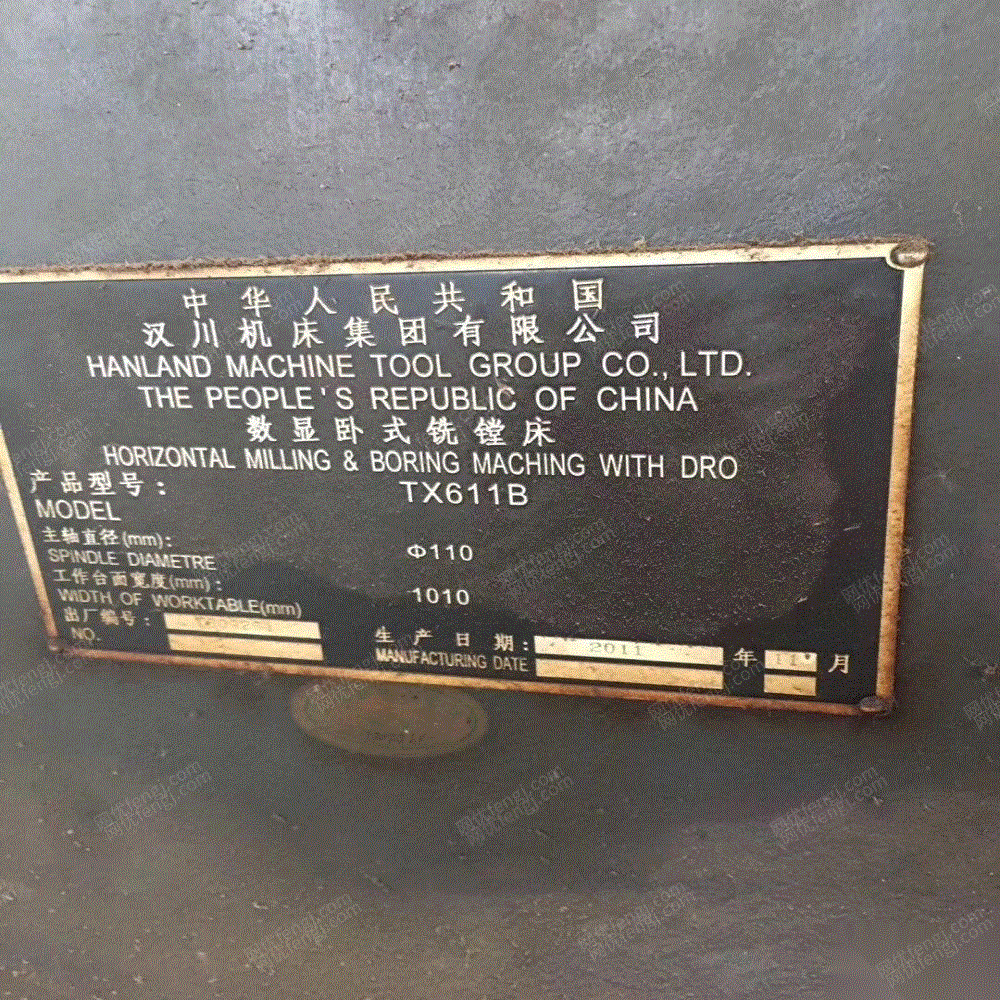 中华人民共和国
汉川机床集团有限公司
HANLAND MACHINE TOOL GROUP CO., LTD.
THE PEOPLE'S REPUBLIC OF CHINA
数显卧式铣镗床
HORIZONTAL MILLING & BORING MACHING WITH DRO
产品型号: TX611B
MODEL
主轴直径(mm): Φ110
SPINDLE DIAMETRE
工作台面宽度(mm): 1010
WIDTH OF WORKTABLE(mm)
出厂编号: 生产日期: 2011 年 11 月
NO. MANUFACTURING DATE